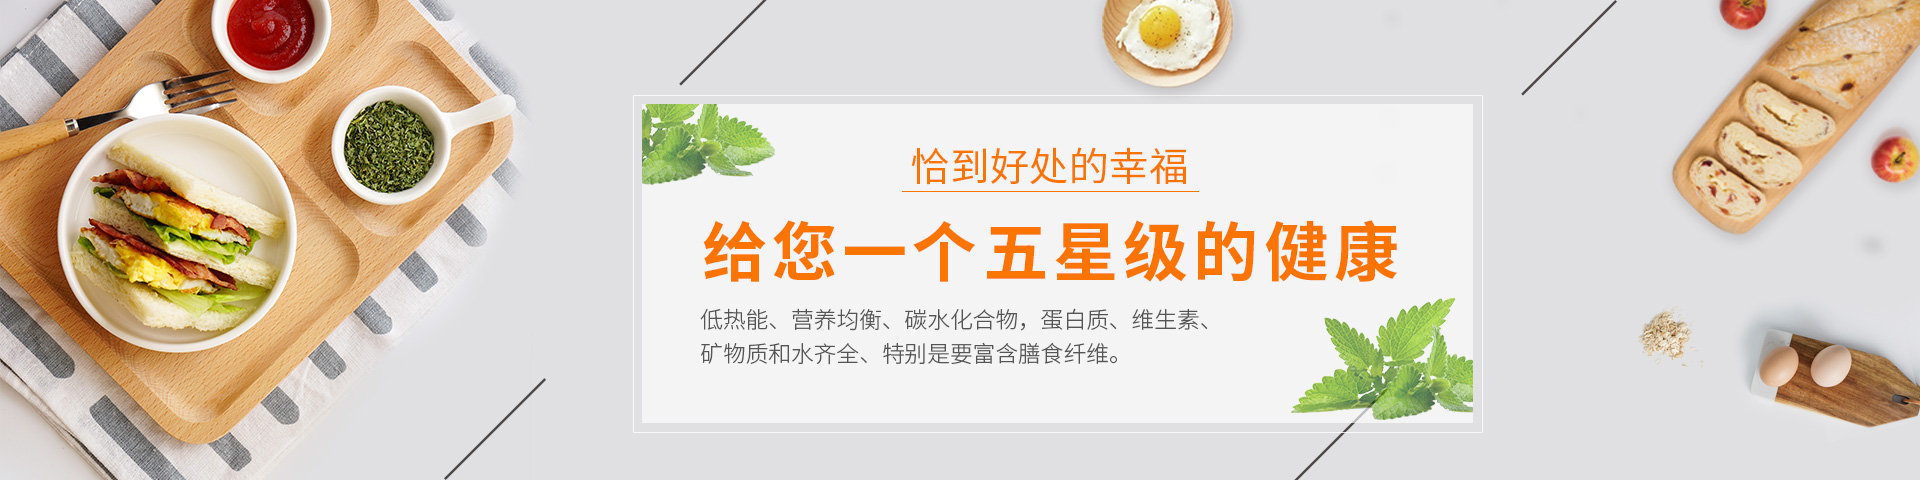 恰到好处的幸福
给您一个五星级的健康
低热能、营养均衡、碳水化合物，蛋白质、维生素、
矿物质和水齐全、特别是要富含膳食纤维。